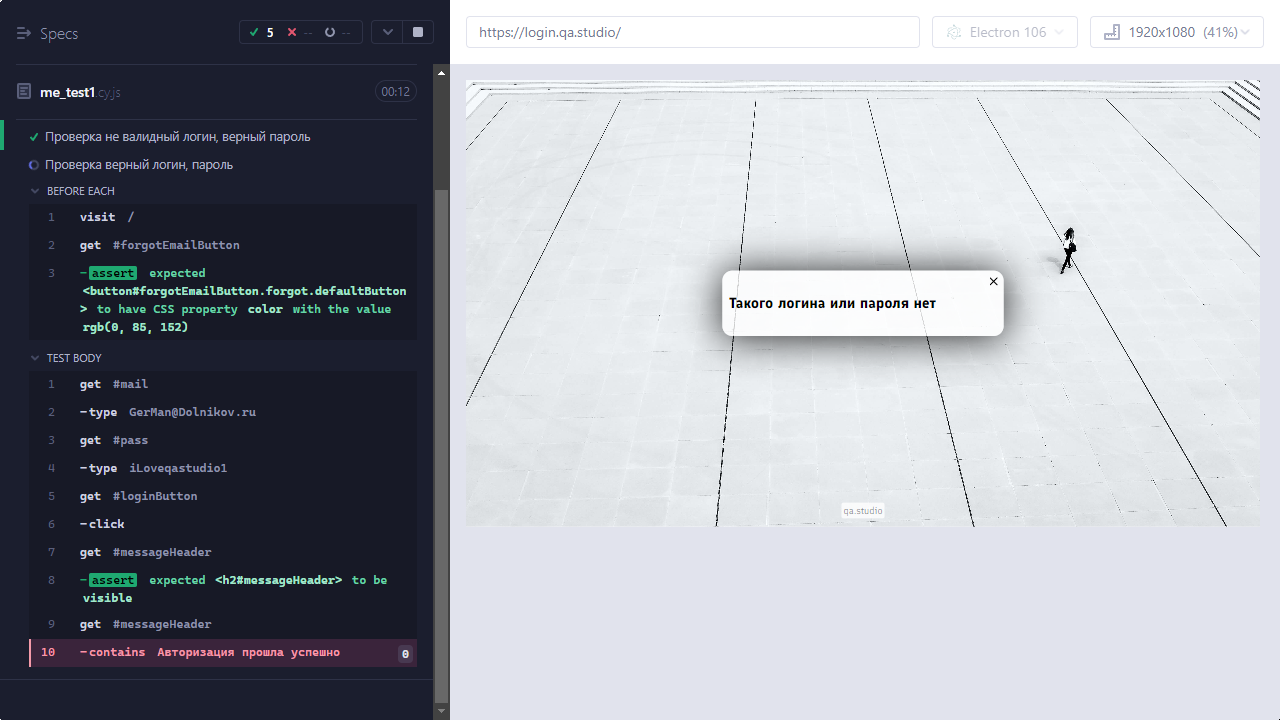 Specs
5
--
--
https://login.qa.studio/
Electron 106
1920x1080 (41%)
me_test1.cy.js
00:12
Проверка не валидный логин, верный пароль
Проверка верный логин, пароль
BEFORE EACH
1 visit /
2 get #forgotEmailButton
3 -assert expected
<button#forgotEmailButton.forgot.defaultButton
> to have CSS property color with the value
rgb(0, 85, 152)
TEST BODY
1 get #mail
2 -type GerMan@Dolnikov.ru
3 get #pass
4 -type iLoveqastudio1
5 get #loginButton
6 -click
7 get #messageHeader
8 -assert expected <h2#messageHeader> to be
visible
9 get #messageHeader
10 -contains Авторизация прошла успешно 0
Такого логина или пароля нет
qa.studio